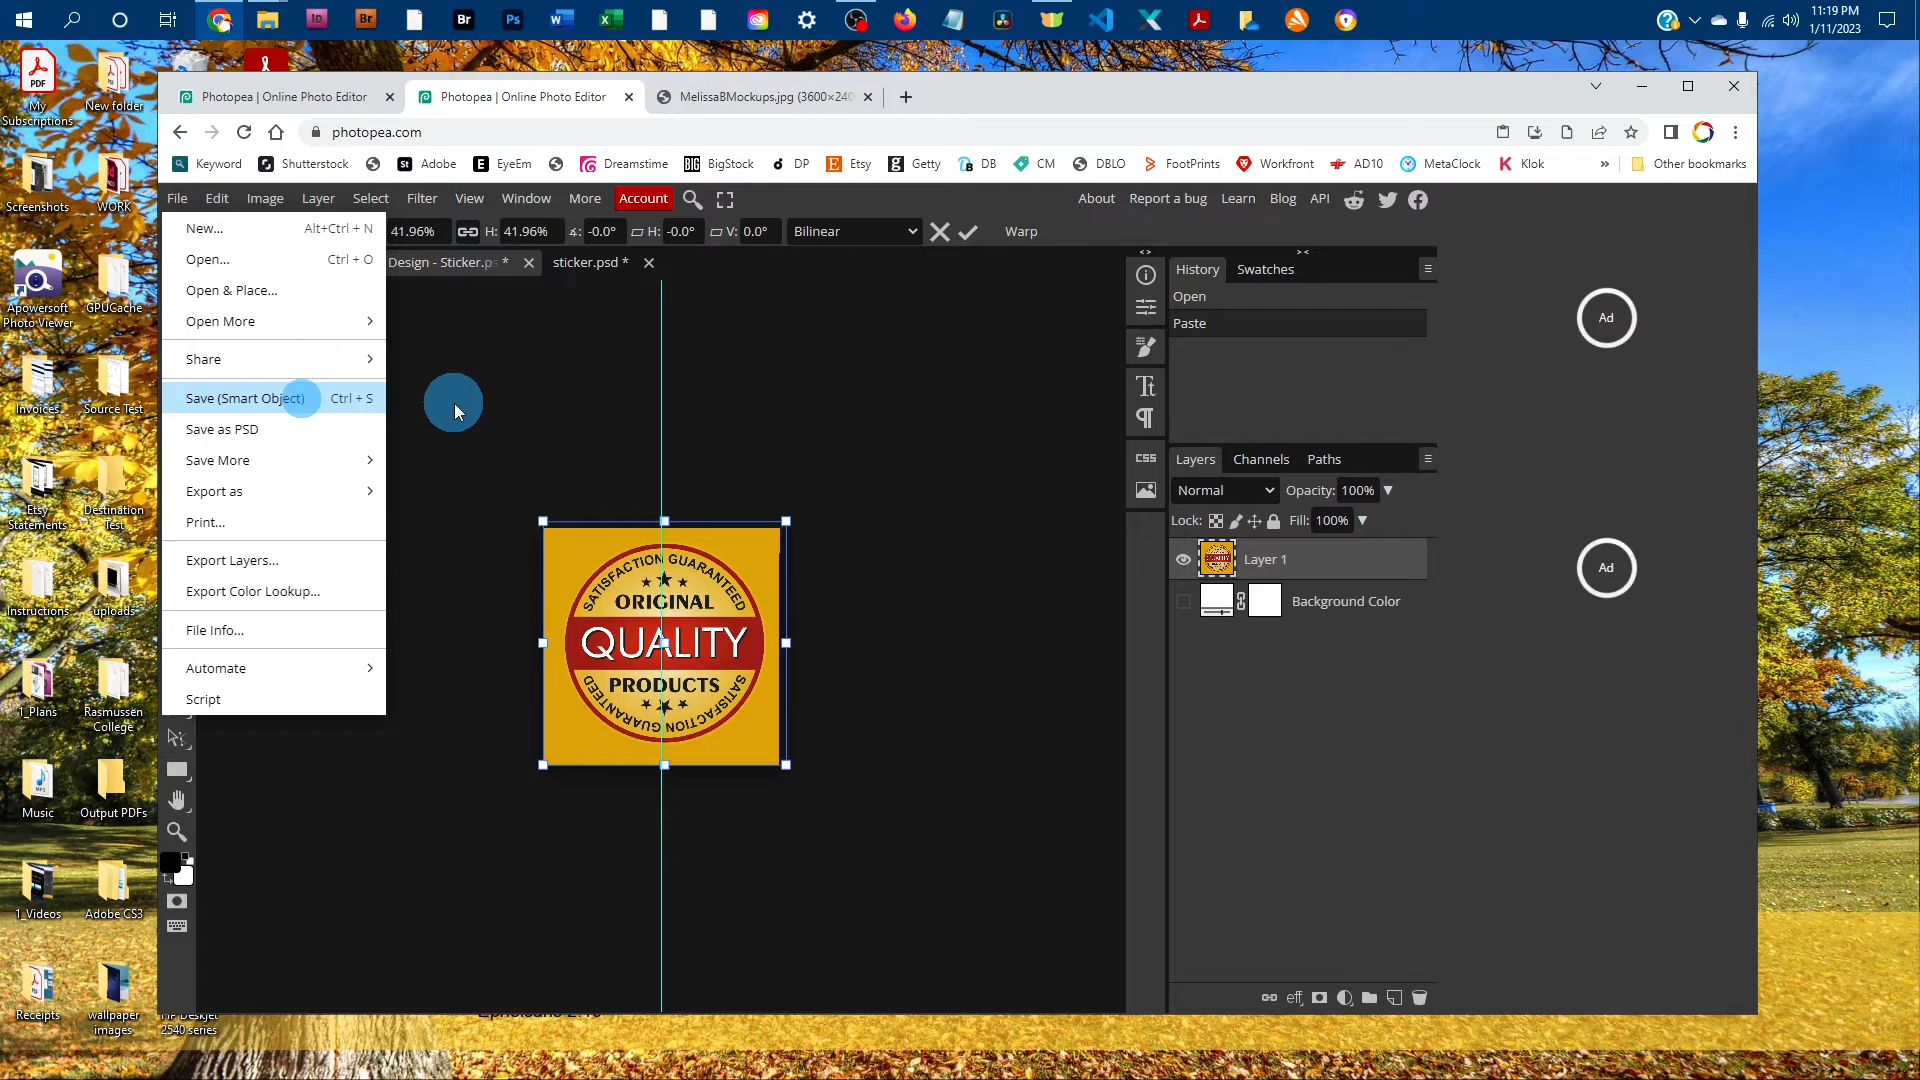 11:19 PM
1/11/2023
My
Subscriptions
New folder
Photopea | Online Photo Editor
Photopea | Online Photo Editor
MelissaBMockups.jpg (3600×240
photopea.com
Keyword
Shutterstock
Adobe
EyeEm
Dreamstime
BigStock
DP
Etsy
Getty
DB
CM
DBLO
FootPrints
Workfront
AD10
MetaClock
Klok
Other bookmarks
File
Edit
Image
Layer
Select
Filter
View
Window
More
Account
About
Report a bug
Learn
Blog
API
41.96%
H: 41.96%
-0.0°
H: -0.0°
V: 0.0°
Bilinear
Warp
Design - Sticker.ps *
sticker.psd *
New...
Alt+Ctrl + N
Open...
Ctrl + O
Open & Place...
Open More
Share
Save (Smart Object)
Ctrl + S
Save as PSD
Save More
Export as
Print...
Export Layers...
Export Color Lookup...
File Info...
Automate
Script
History
Swatches
Open
Paste
CSS
Layers
Channels
Paths
Normal
Opacity: 100%
Lock:
Fill: 100%
Layer 1
Background Color
eff
Ad
Ad
SATISFACTION GUARANTEED
ORIGINAL
QUALITY
PRODUCTS
SATISFACTION GUARANTEED
Screenshots
WORK
Apowersoft
Photo Viewer
GPUCache
Invoices
Source Test
Etsy
Statements
Destination
Test
Instructions
uploads
1_Plans
Rasmussen
College
Music
Output PDFs
1_Videos
Adobe CS3
Receipts
wallpaper
images
HP Deskjet
2540 series